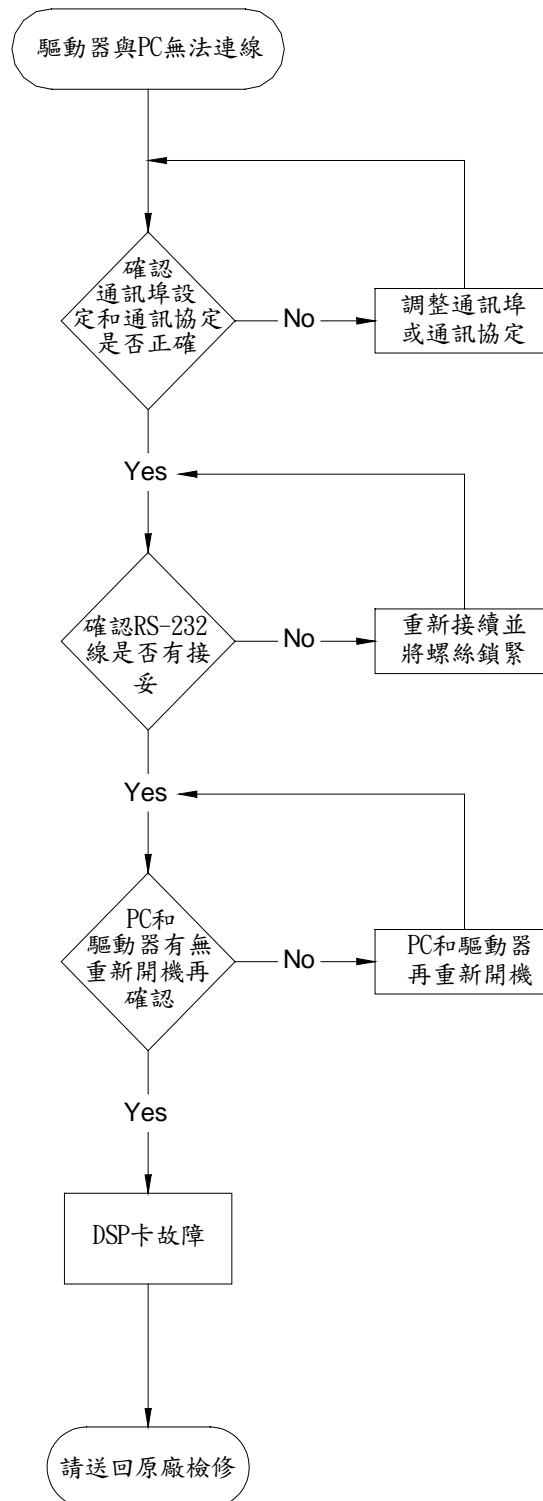 驅動器與PC無法連線
確認
通訊埠設
定和通訊協定
是否正確
No
調整通訊埠
或通訊協定
Yes
確認RS-232
線是否有接
妥
No
重新接續並
將螺絲鎖緊
Yes
PC和
驅動器有無
重新開機再
確認
No
PC和驅動器
再重新開機
Yes
DSP卡故障
請送回原廠檢修